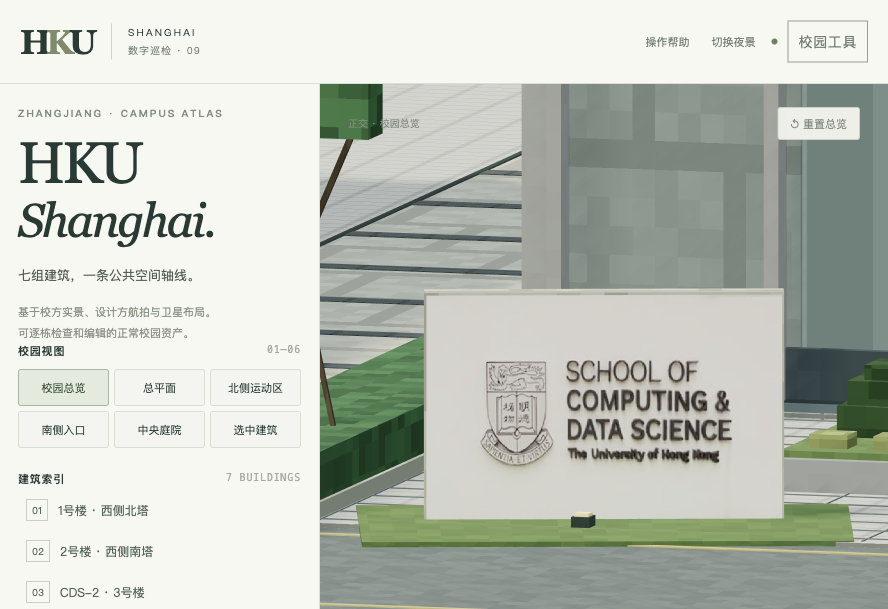 HKU
SHANGHAI
数字巡检 · 09
操作帮助
切换夜景
校园工具
ZHANGJIANG · CAMPUS ATLAS
HKU
Shanghai.
七组建筑，一条公共空间轴线。
基于校方实景、设计方航拍与卫星布局。
可逐栋检查和编辑的正常校园资产。
校园视图
01—06
校园总览
总平面
北侧运动区
南侧入口
中央庭院
选中建筑
建筑索引
7 BUILDINGS
01 1号楼 · 西侧北塔
02 2号楼 · 西侧南塔
03 CDS–2 · 3号楼
正交 · 校园总览
↺ 重置总览
SCHOOL OF
COMPUTING &
DATA SCIENCE
The University of Hong Kong